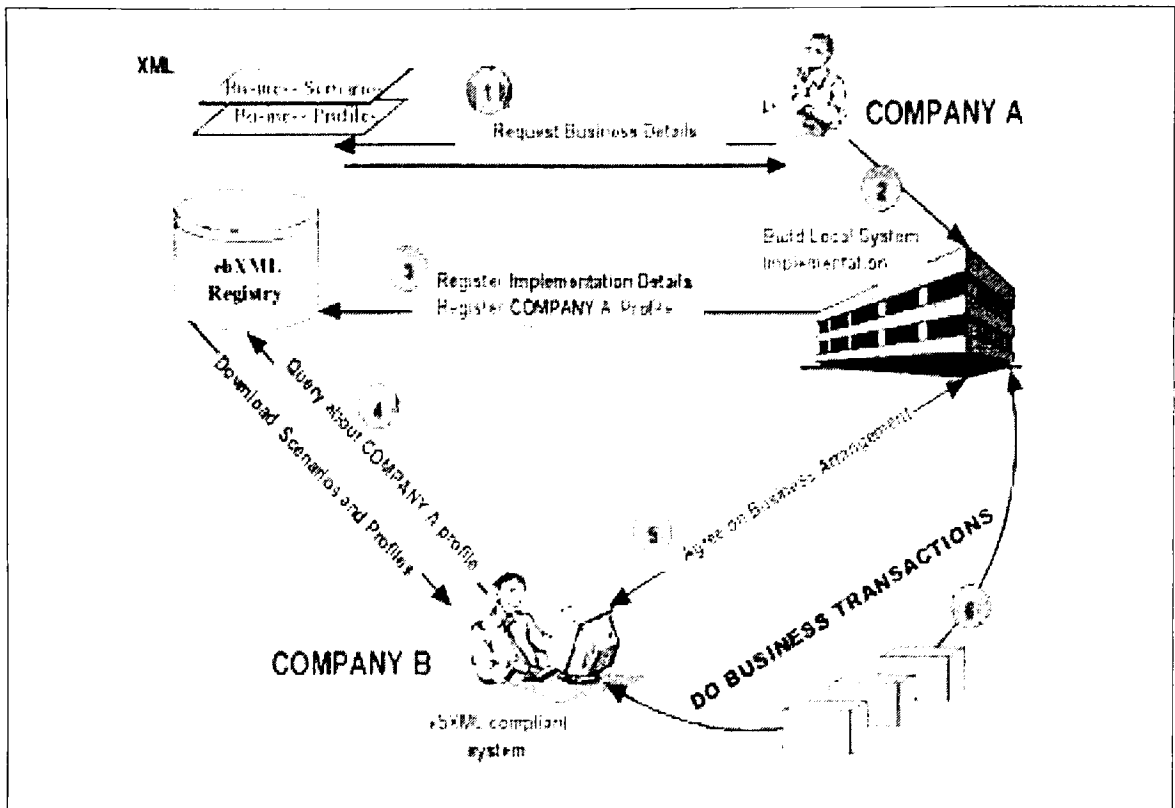 XML
Business Scenarios
Business Profiles
1
Request Business Details
COMPANY A
2
Build Local System
Implementation
ebXML
Registry
3
Register Implementation Details
Register COMPANY A Profile
4
Query about COMPANY A profile
Download Scenarios and Profiles
5
Agree on Business Arrangement
6
DO BUSINESS TRANSACTIONS
COMPANY B
ebXML compliant
system